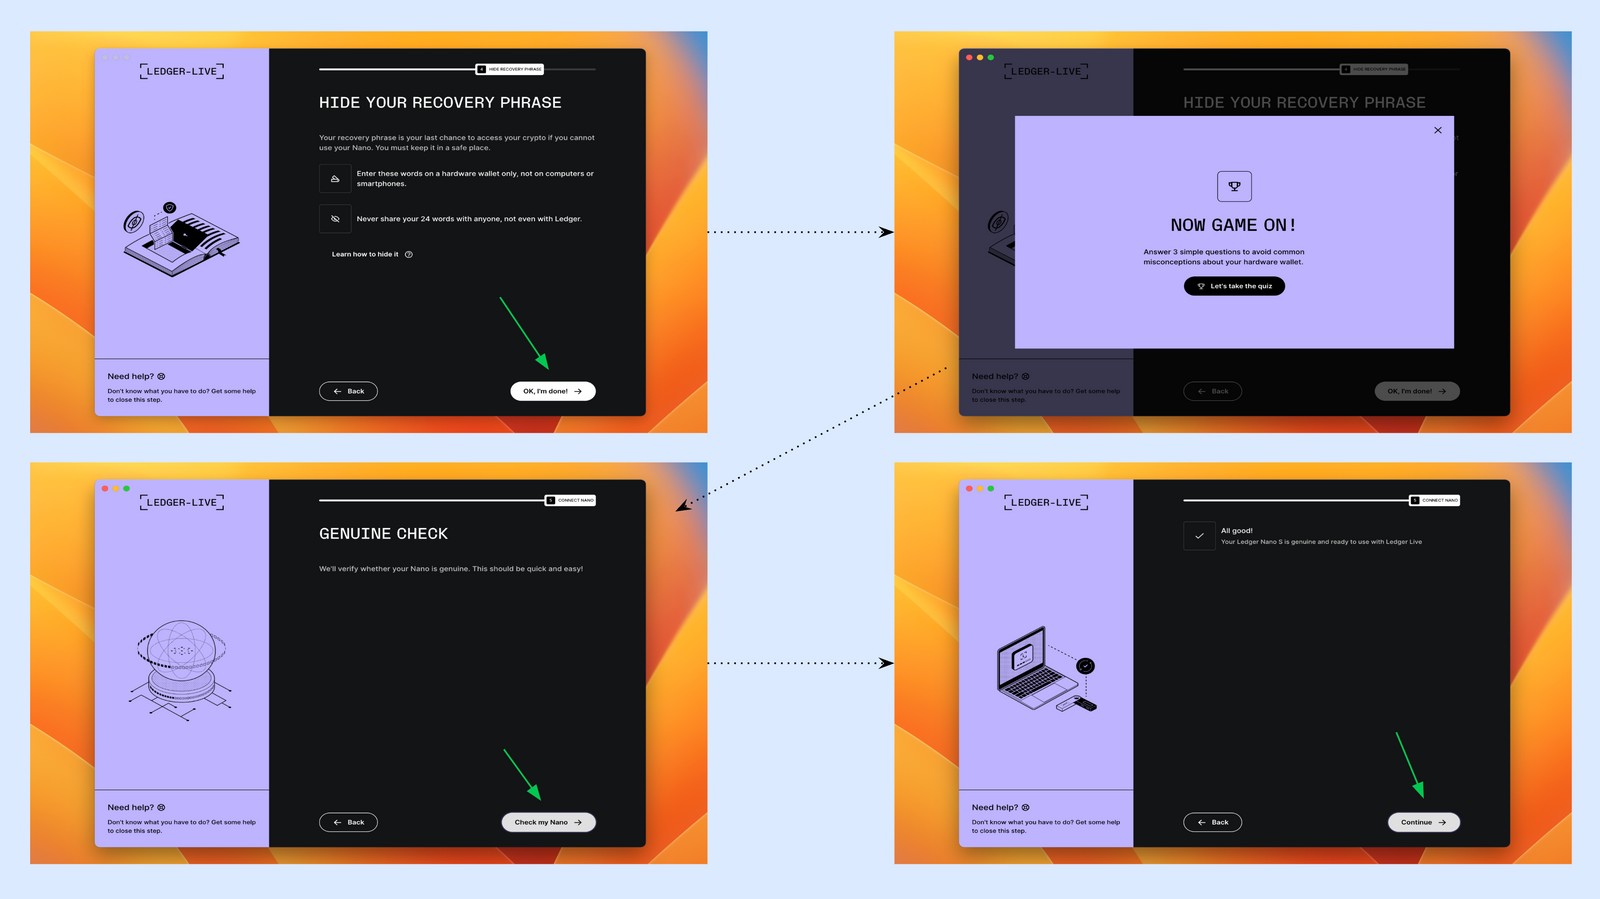 LEDGER-LIVE
4 HIDE RECOVERY PHRASE
HIDE YOUR RECOVERY PHRASE
Your recovery phrase is your last chance to access your crypto if you cannot
use your Nano. You must keep it in a safe place.
Enter these words on a hardware wallet only, not on computers or
smartphones.
Never share your 24 words with anyone, not even with Ledger.
Learn how to hide it
Need help?
Don't know what you have to do? Get some help
to close this step.
Back
OK, I'm done!
LEDGER-LIVE
HIDE RECOVERY PHRASE
HIDE YOUR RECOVERY PHRASE
NOW GAME ON!
Answer 3 simple questions to avoid common
misconceptions about your hardware wallet.
Let's take the quiz
Need help?
Don't know what you have to do? Get some help
to close this step.
Back
OK, I'm done!
LEDGER-LIVE
5 CONNECT NANO
GENUINE CHECK
We'll verify whether your Nano is genuine. This should be quick and easy!
Need help?
Don't know what you have to do? Get some help
to close this step.
Back
Check my Nano
LEDGER-LIVE
5 CONNECT NANO
All good!
Your Ledger Nano S is genuine and ready to use with Ledger Live
Need help?
Don't know what you have to do? Get some help
to close this step.
Back
Continue